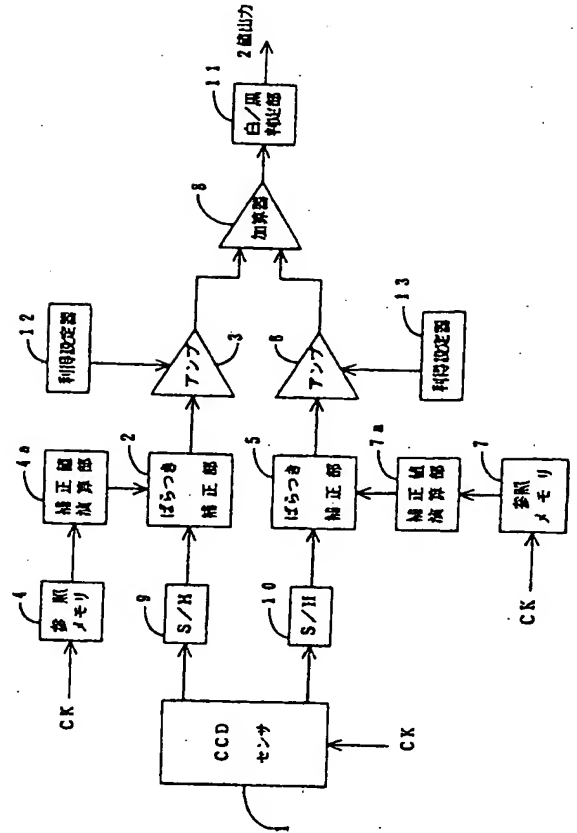 CK
4
参照
メモリ
4a
補正値
演算部
12
利得設定器
1
CCD
センサ
CK
9
S/H
2
ばらつき
補正部
3
アンプ
8
加算器
11
白/黒
判定部
2値出力
10
S/H
5
ばらつき
補正部
6
アンプ
13
利得設定器
7a
補正値
演算部
7
参照
メモリ
CK